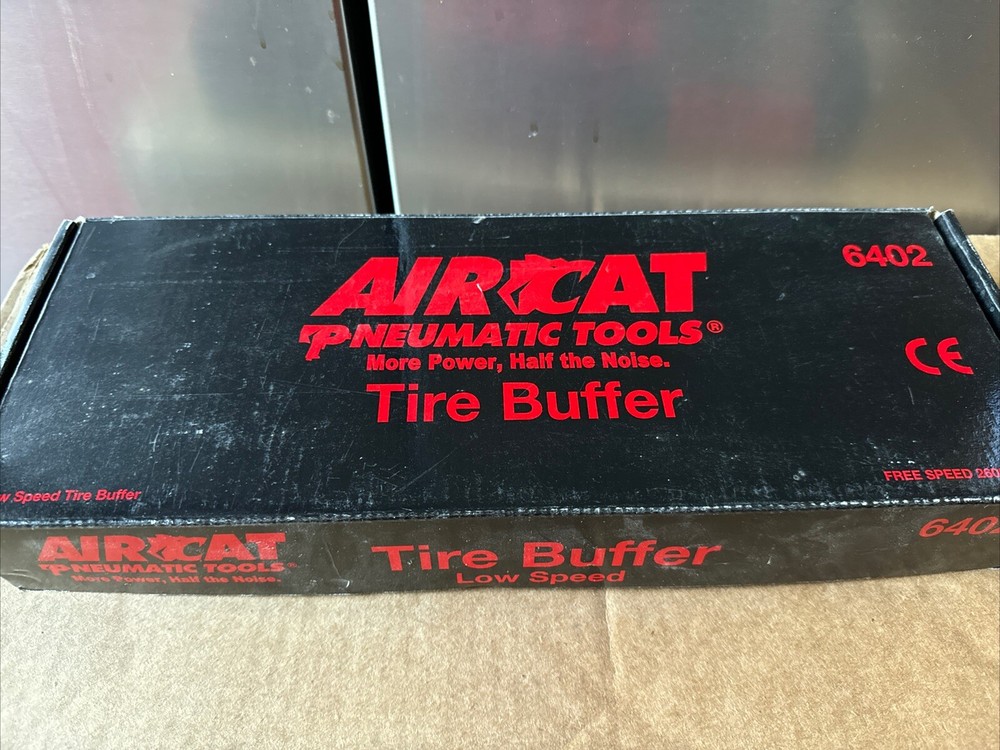 AIRCAT
PNEUMATIC TOOLS®
More Power, Half the Noise.
Tire Buffer
6402
CE
w Speed Tire Buffer
FREE SPEED 260
AIRCAT
PNEUMATIC TOOLS®
More Power, Half the Noise.
Tire Buffer
Low Speed
6402